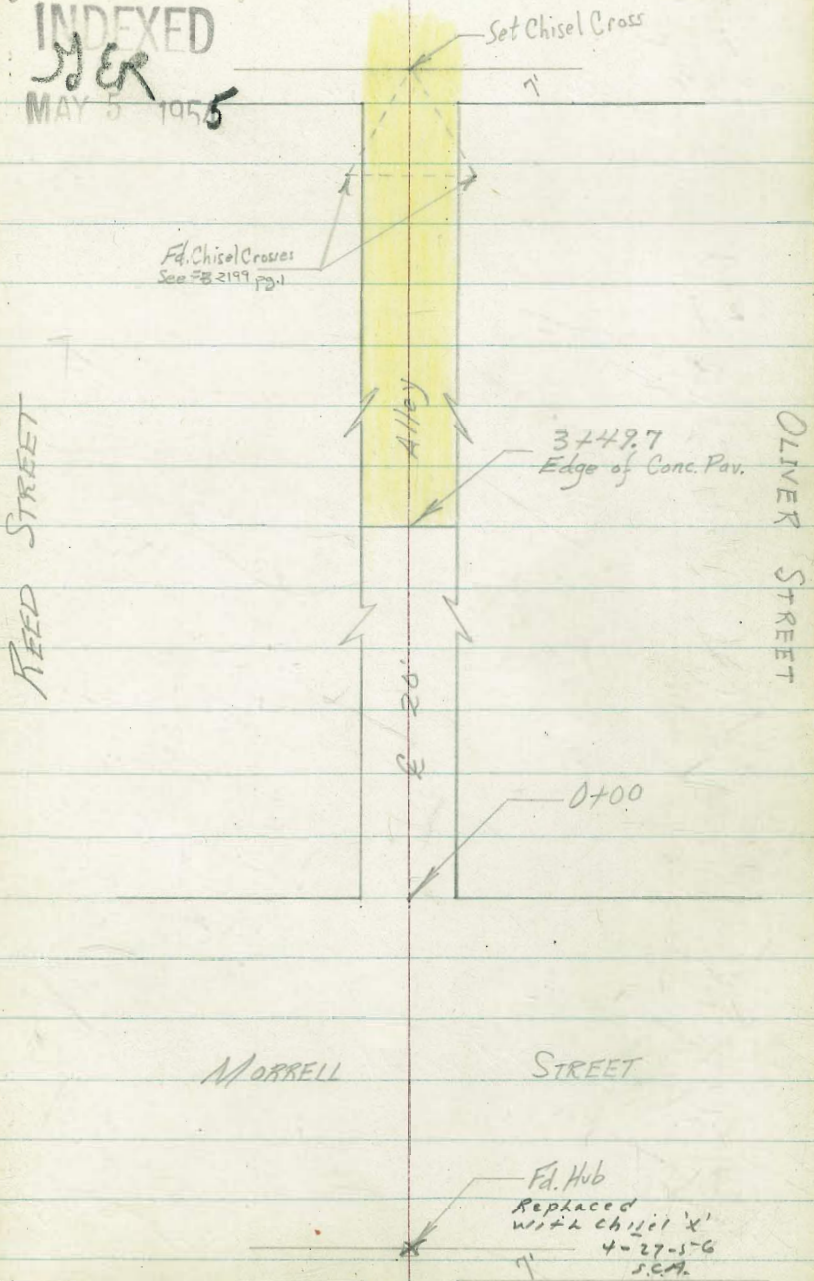 INDEXED
MAY 5 1955
Set Chisel Cross
7'
Fd. Chisel Crosses
See FB 2199 pg. 1
Alley
3+49.7
Edge of Conc. Pav.
REED STREET
OLIVER STREET
℄ 20'
0+00
MORRELL STREET
Fd. Hub
Replaced
with chisel 'X'
4-27-56
S.C.A.
7'